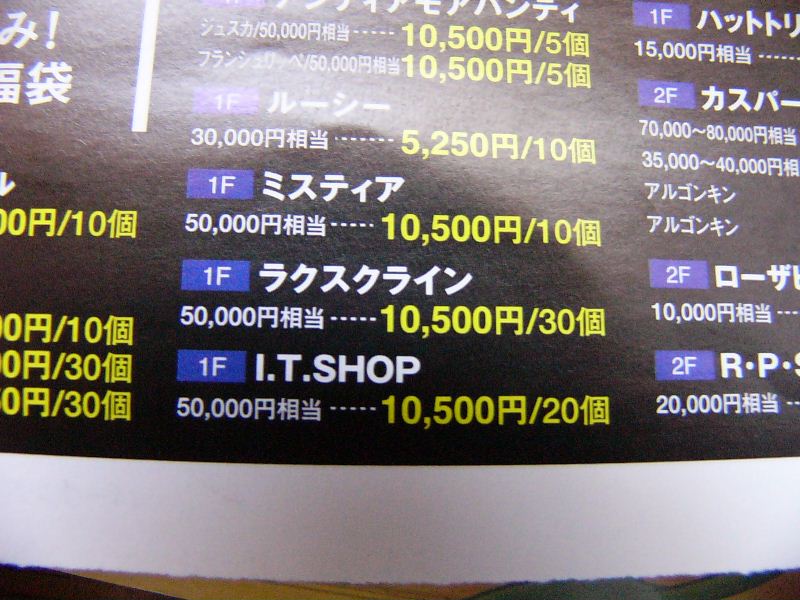 み!
福袋
ル
00円/10個
00円/10個
00円/30個
50円/30個
ジュスカ/50,000円相当 ----- 10,500円/5個
フランシュリッペ/50,000円相当 10,500円/5個
1F ルーシー
30,000円相当 ------ 5,250円/10個
1F ミスティア
50,000円相当 ----- 10,500円/10個
1F ラクスクライン
50,000円相当 ----- 10,500円/30個
1F I.T.SHOP
50,000円相当 ----- 10,500円/20個
1F ハットトリ
15,000円相当
2F カスパー
70,000〜80,000円相当
35,000〜40,000円相
アルゴンキン
アルゴンキン
2F ローザ
10,000円相当
2F R・P・S
20,000円相当